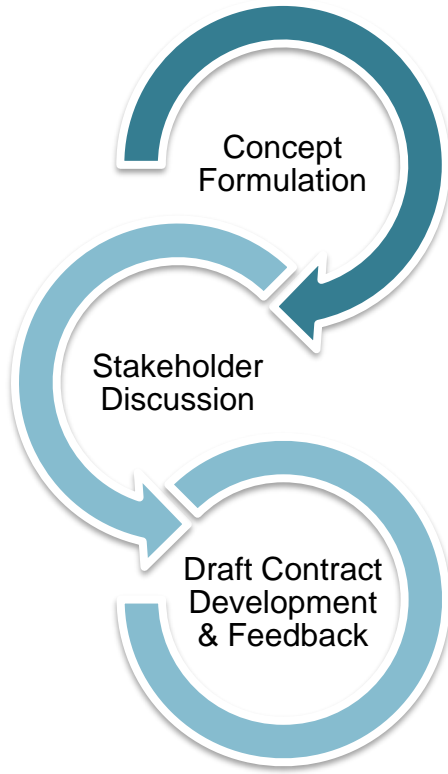 Concept
Formulation
Stakeholder
Discussion
Draft Contract
Development
& Feedback